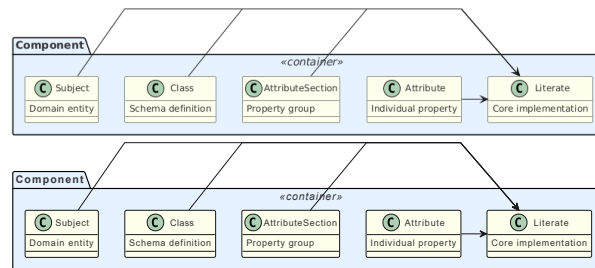 Component
«container»
C Subject C Class C AttributeSection C Attribute C Literate
Domain entity Schema definition Property group Individual property Core implementation
Component
«container»
C Subject C Class C AttributeSection C Attribute C Literate
Domain entity Schema definition Property group Individual property Core implementation